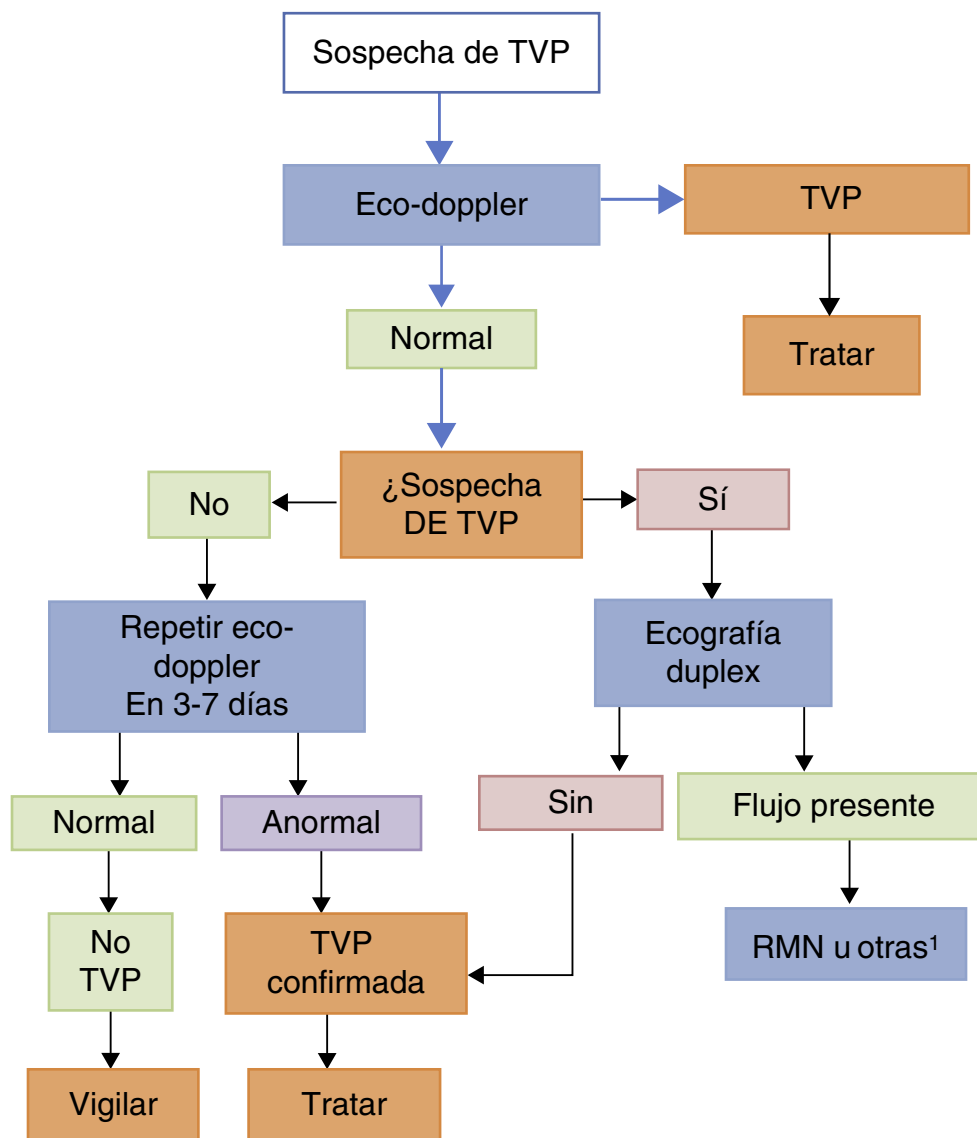 Sospecha de TVP
Eco-doppler
TVP
Normal
Tratar
No
¿Sospecha
DE TVP
Sí
Repetir eco-
doppler
En 3-7 días
Ecografía
duplex
Normal
Anormal
Sin
Flujo presente
No
TVP
TVP
confirmada
RMN u otras¹
Vigilar
Tratar